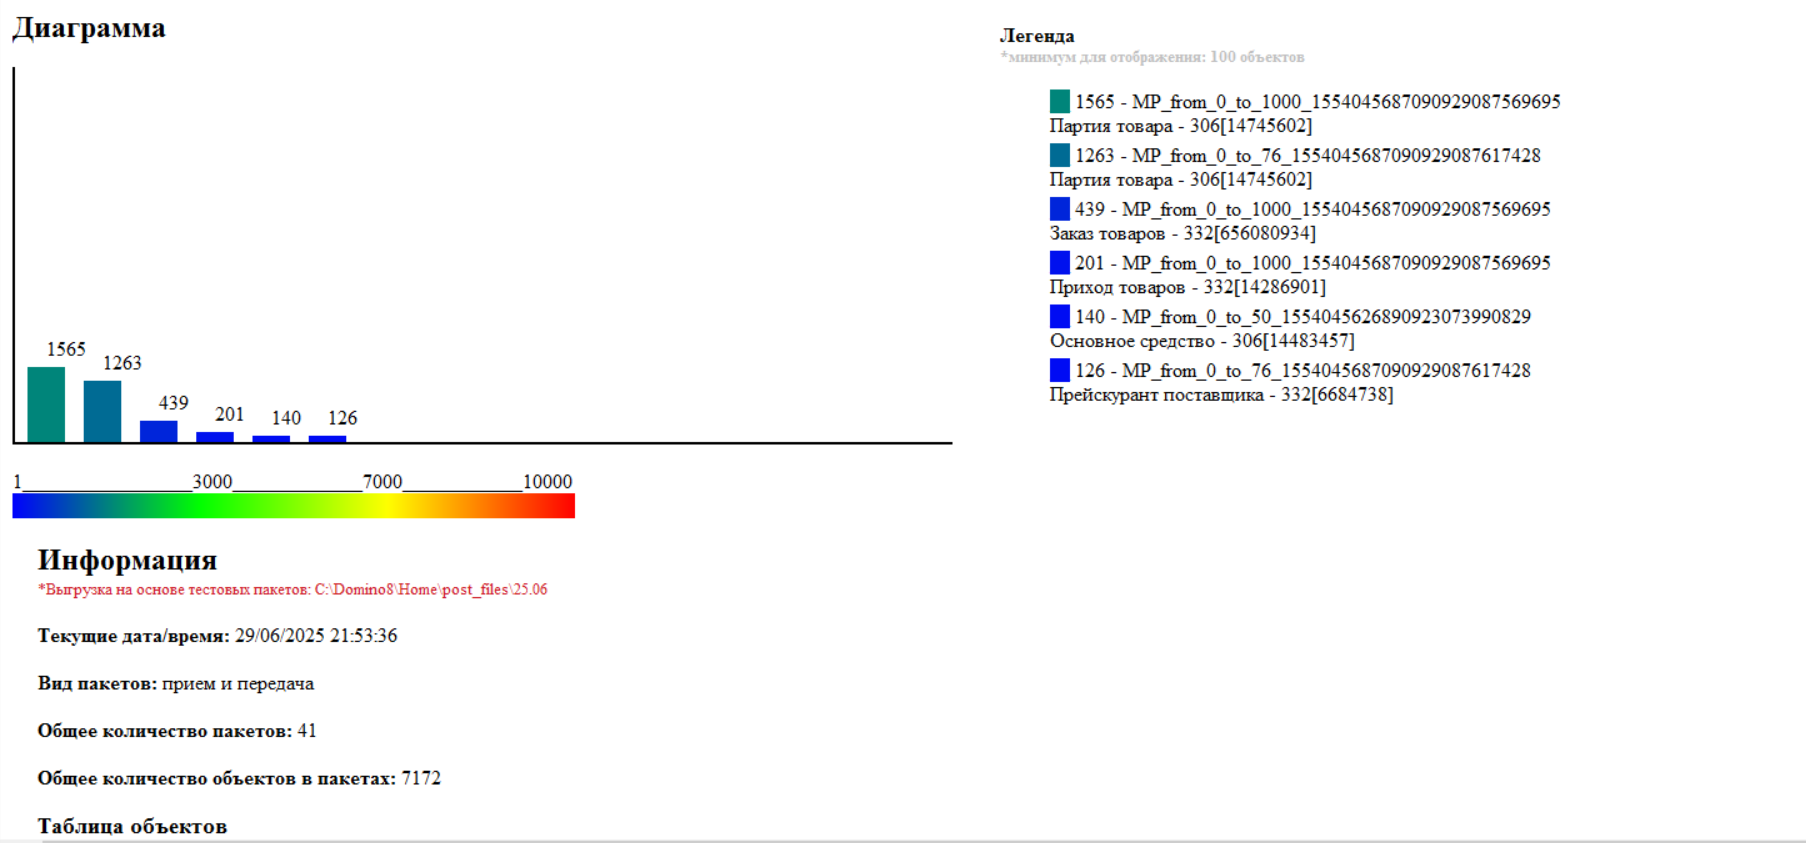 Диаграмма
1565
1263
439
201
140
126
1__________________3000______________7000_____________10000
Легенда
*минимум для отображения: 100 объектов
1565 - MP_from_0_to_1000_1554045687090929087569695
Партия товара - 306[14745602]
1263 - MP_from_0_to_76_1554045687090929087617428
Партия товара - 306[14745602]
439 - MP_from_0_to_1000_1554045687090929087569695
Заказ товаров - 332[656080934]
201 - MP_from_0_to_1000_1554045687090929087569695
Приход товаров - 332[14286901]
140 - MP_from_0_to_50_1554045626890923073990829
Основное средство - 306[14483457]
126 - MP_from_0_to_76_1554045687090929087617428
Прейскурант поставщика - 332[6684738]
Информация
*Выгрузка на основе тестовых пакетов: C:\Domino8\Home\post_files\25.06
Текущие дата/время: 29/06/2025 21:53:36
Вид пакетов: прием и передача
Общее количество пакетов: 41
Общее количество объектов в пакетах: 7172
Таблица объектов